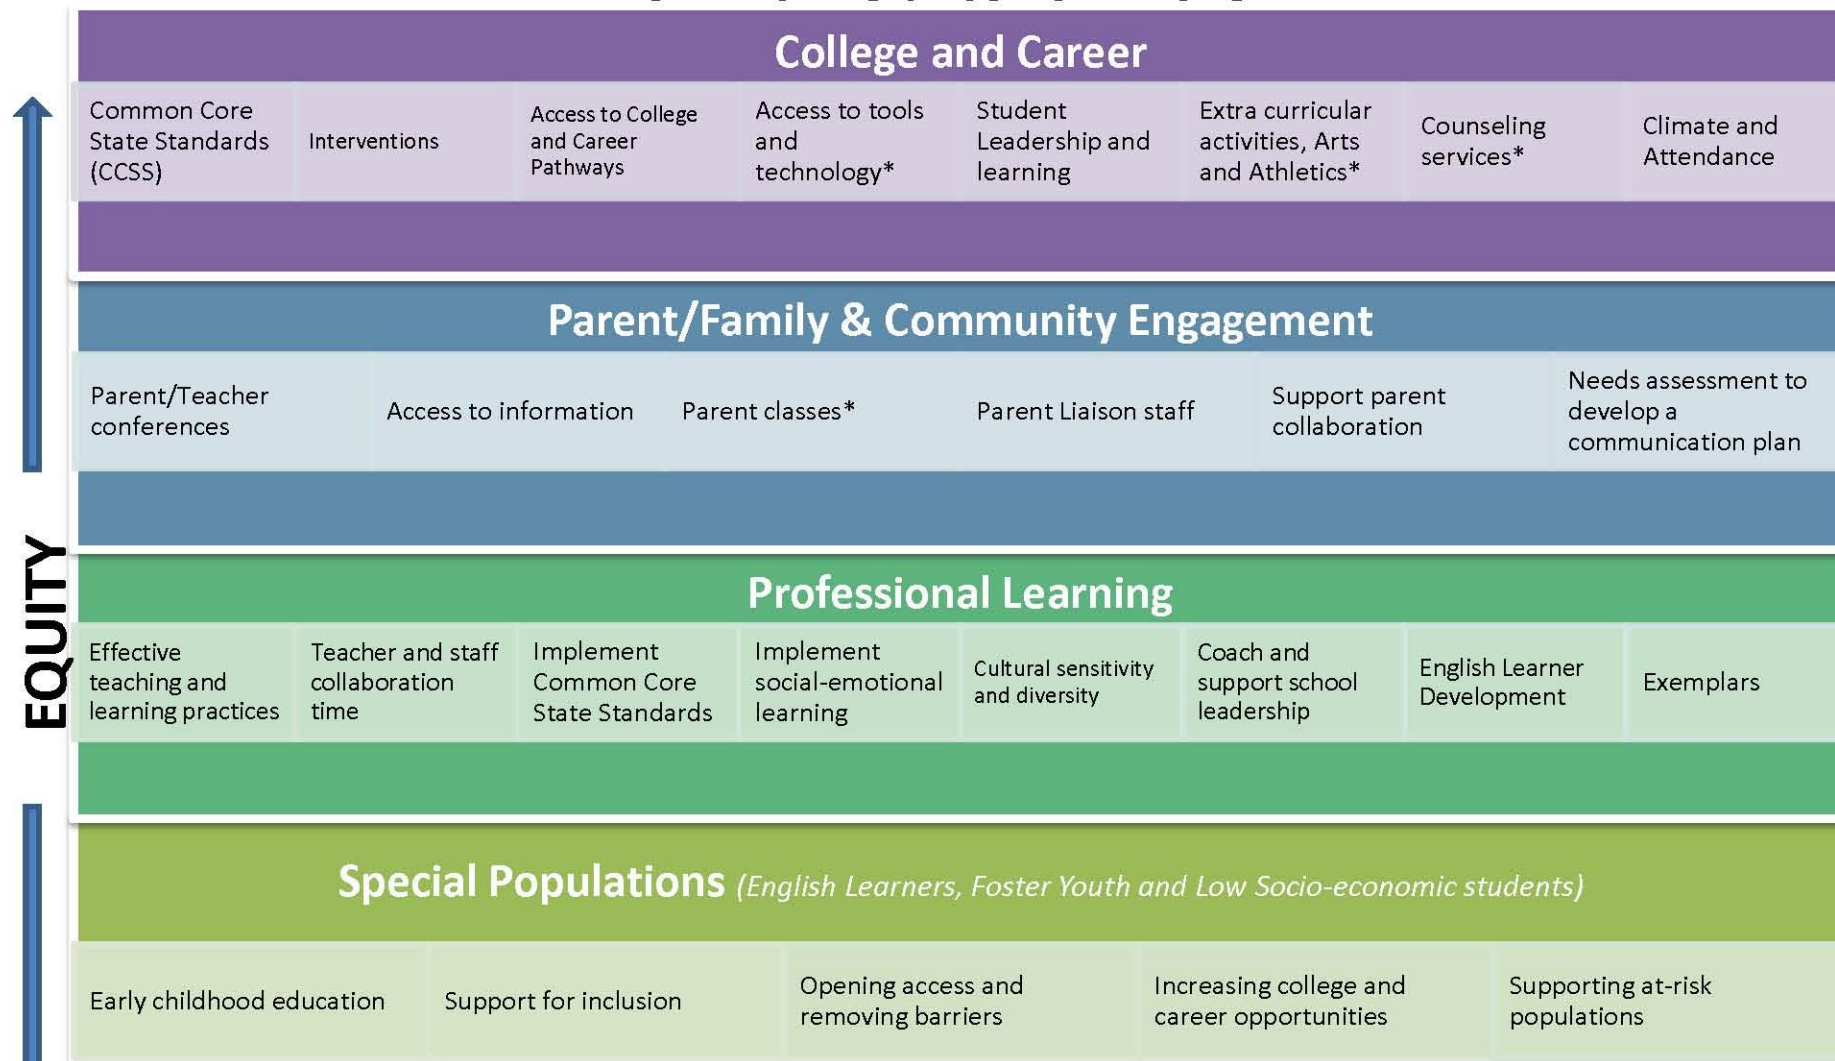 College and Career
Common Core
State Standards
(CCSS)
Interventions
Access to College
and Career
Pathways
Access to tools
and
technology*
Student
Leadership and
learning
Extra curricular
activities, Arts
and Athletics*
Counseling
services*
Climate and
Attendance
Parent/Family & Community Engagement
Parent/Teacher
conferences
Access to information
Parent classes*
Parent Liaison staff
Support parent
collaboration
Needs assessment to
develop a
communication plan
EQUITY
Professional Learning
Effective
teaching and
learning practices
Teacher and staff
collaboration
time
Implement
Common Core
State Standards
Implement
social-emotional
learning
Cultural sensitivity
and diversity
Coach and
support school
leadership
English Learner
Development
Exemplars
Special Populations (English Learners, Foster Youth and Low Socio-economic students)
Early childhood education
Support for inclusion
Opening access and
removing barriers
Increasing college and
career opportunities
Supporting at-risk
populations